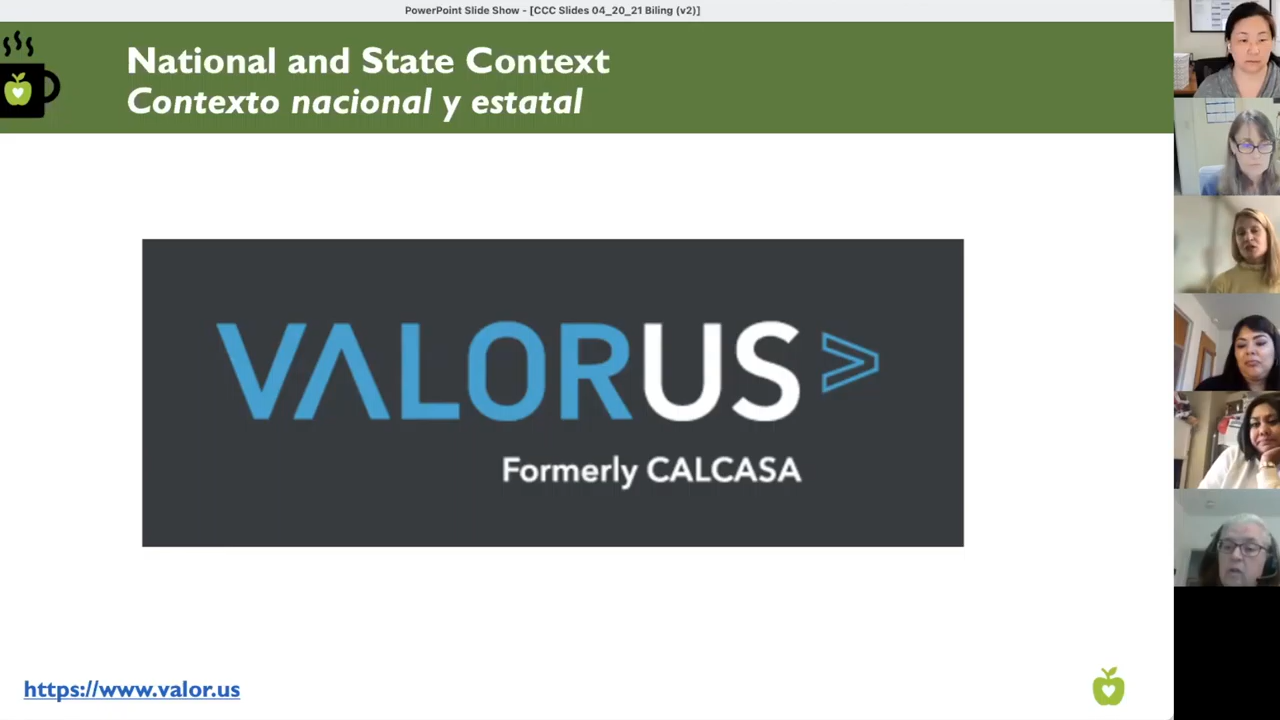 PowerPoint Slide Show - [CCC Slides 04_20_21 Biling (v2)]
National and State Context
Contexto nacional y estatal
VALORUS
Formerly CALCASA
https://www.valor.us